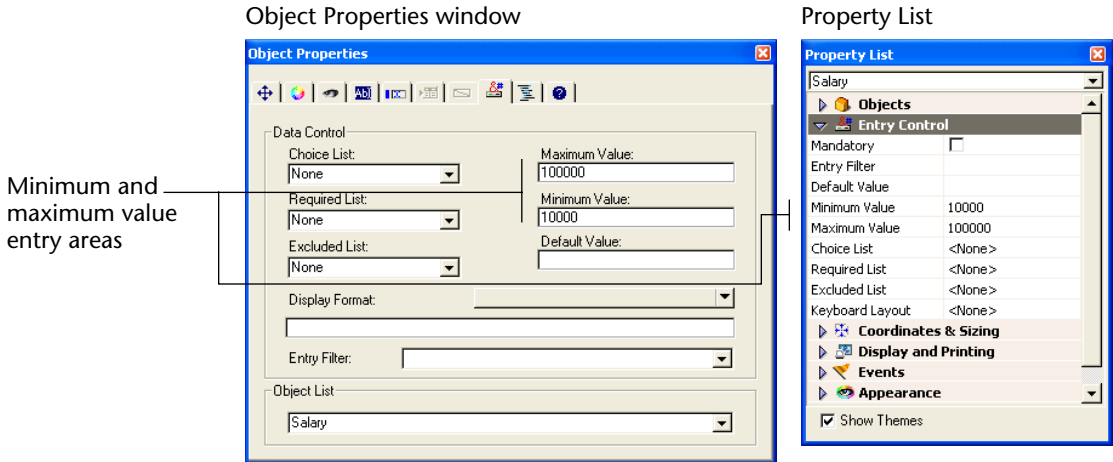 Object Properties window
Property List
Minimum and
maximum value
entry areas
Object Properties
Ab|
Data Control
Choice List:
None
Required List:
None
Excluded List:
None
Maximum Value:
100000
Minimum Value:
10000
Default Value:
Display Format:
Entry Filter:
Object List
Salary
Property List
Salary
Objects
Entry Control
Mandatory
Entry Filter
Default Value
Minimum Value 10000
Maximum Value 100000
Choice List <None>
Required List <None>
Excluded List <None>
Keyboard Layout <None>
Coordinates & Sizing
Display and Printing
Events
Appearance
Show Themes